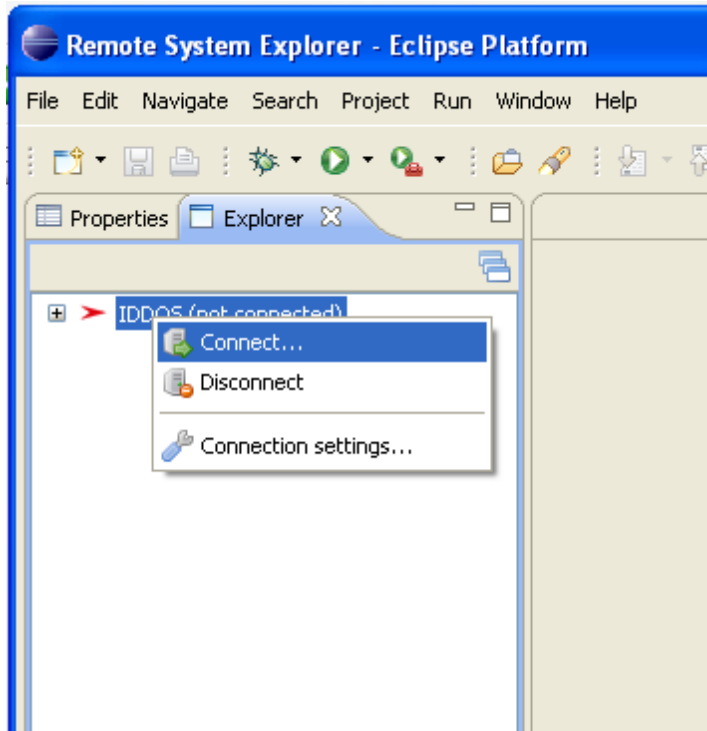 Remote System Explorer - Eclipse Platform
File Edit Navigate Search Project Run Window Help
Properties Explorer
IDDOS (not connected)
Connect...
Disconnect
Connection settings...